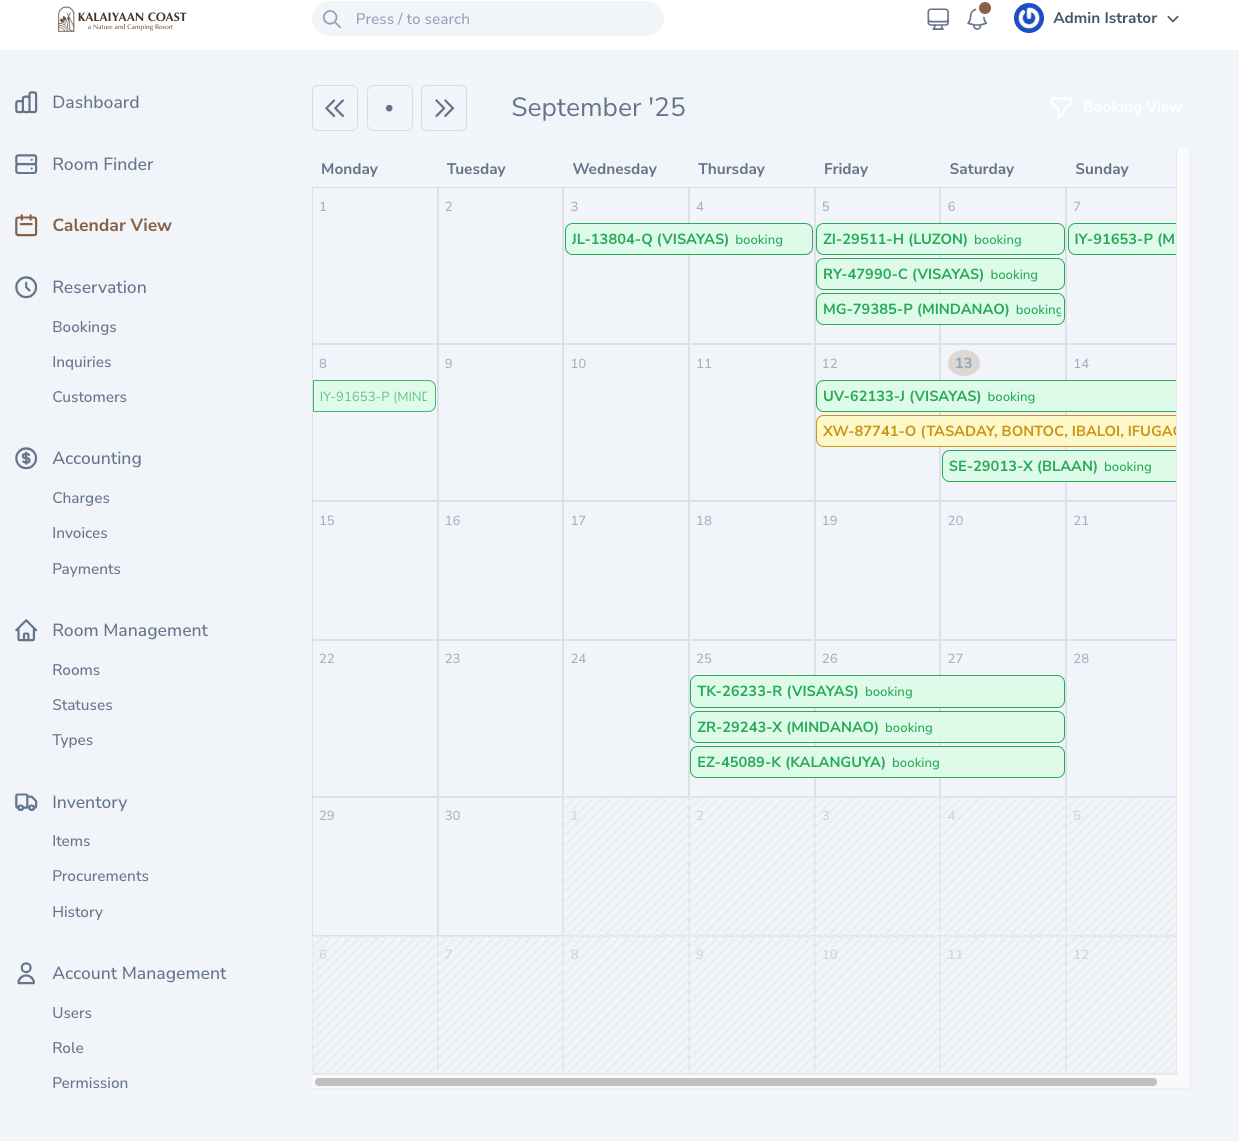 KALAIYAAN COAST
a Nature and Camping Resort
Press / to search
Admin Istrator
Dashboard
Room Finder
Calendar View
Reservation
Bookings
Inquiries
Customers
Accounting
Charges
Invoices
Payments
Room Management
Rooms
Statuses
Types
Inventory
Items
Procurements
History
Account Management
Users
Role
Permission
September '25
Booking View
Monday Tuesday Wednesday Thursday Friday Saturday Sunday
1 2 3 4 5 6 7
JL-13804-Q (VISAYAS) booking ZI-29511-H (LUZON) booking IY-91653-P (M
RY-47990-C (VISAYAS) booking
MG-79385-P (MINDANAO) booking
8 9 10 11 12 13 14
IY-91653-P (MIND UV-62133-J (VISAYAS) booking
XW-87741-O (TASADAY, BONTOC, IBALOI, IFUGAO
SE-29013-X (BLAAN) booking
15 16 17 18 19 20 21
22 23 24 25 26 27 28
TK-26233-R (VISAYAS) booking
ZR-29243-X (MINDANAO) booking
EZ-45089-K (KALANGUYA) booking
29 30 1 2 3 4 5
6 7 8 9 10 11 12